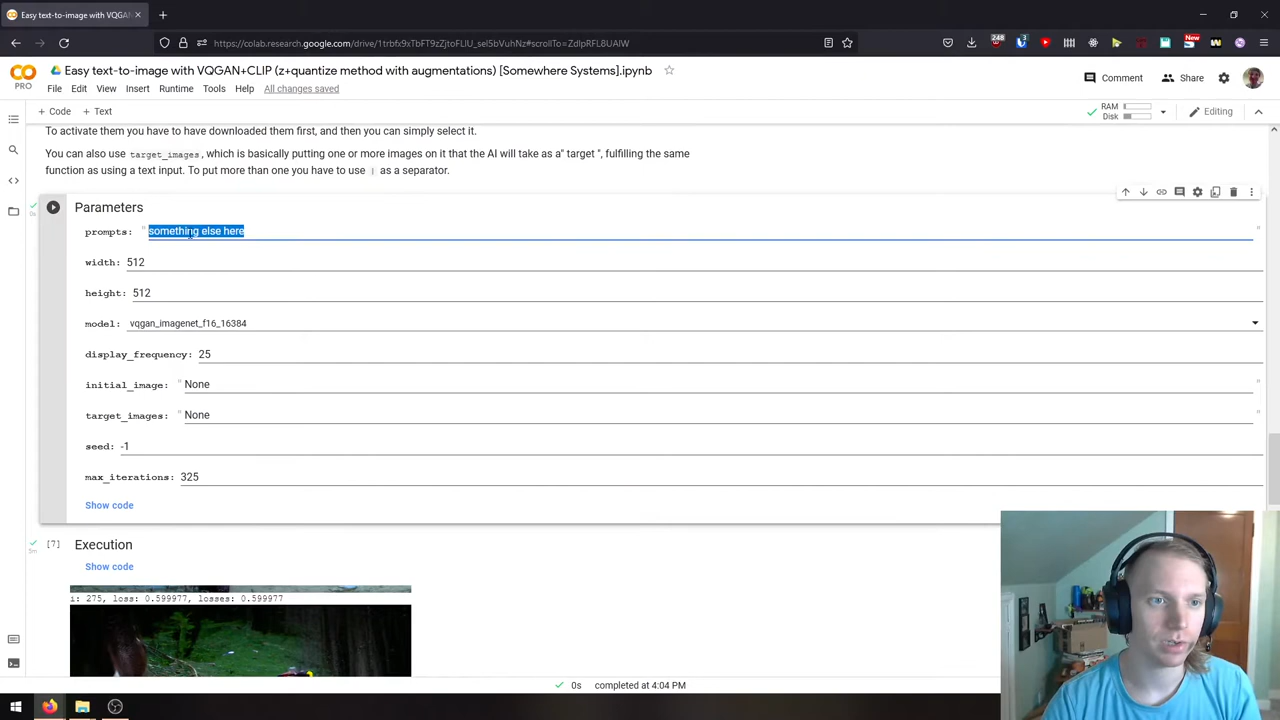 Easy text-to-image with VQGAN
https://colab.research.google.com/drive/1trbfx9xTbFT9zZjtoFLIU_sel5bVuhNz#scrollTo=ZdlpRFL8UAlW
248
New
Easy text-to-image with VQGAN+CLIP (z+quantize method with augmentations) [Somewhere Systems].ipynb
PRO
File Edit View Insert Runtime Tools Help All changes saved
Comment Share
+ Code + Text
RAM
Disk
Editing
To activate them you have to have downloaded them first, and then you can simply select it.
You can also use target_images, which is basically putting one or more images on it that the AI will take as a" target ", fulfilling the same
function as using a text input. To put more than one you have to use | as a separator.
0s
Parameters
prompts: " something else here "
width: 512
height: 512
model: vqgan_imagenet_f16_16384
display_frequency: 25
initial_image: " None "
target_images: " None "
seed: -1
max_iterations: 325
Show code
[7] Execution
5m
Show code
i: 275, loss: 0.599977, losses: 0.599977
0s completed at 4:04 PM